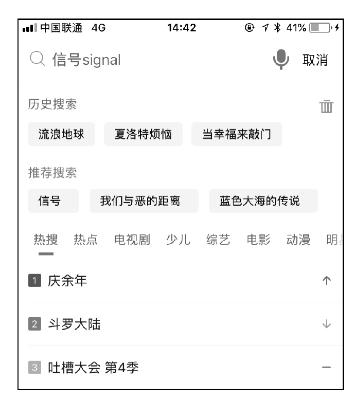 中国联通 4G 14:42 41%
信号signal 取消
历史搜索
流浪地球 夏洛特烦恼 当幸福来敲门
推荐搜索
信号 我们与恶的距离 蓝色大海的传说
热搜 热点 电视剧 少儿 综艺 电影 动漫 明
1 庆余年
2 斗罗大陆
3 吐槽大会 第4季